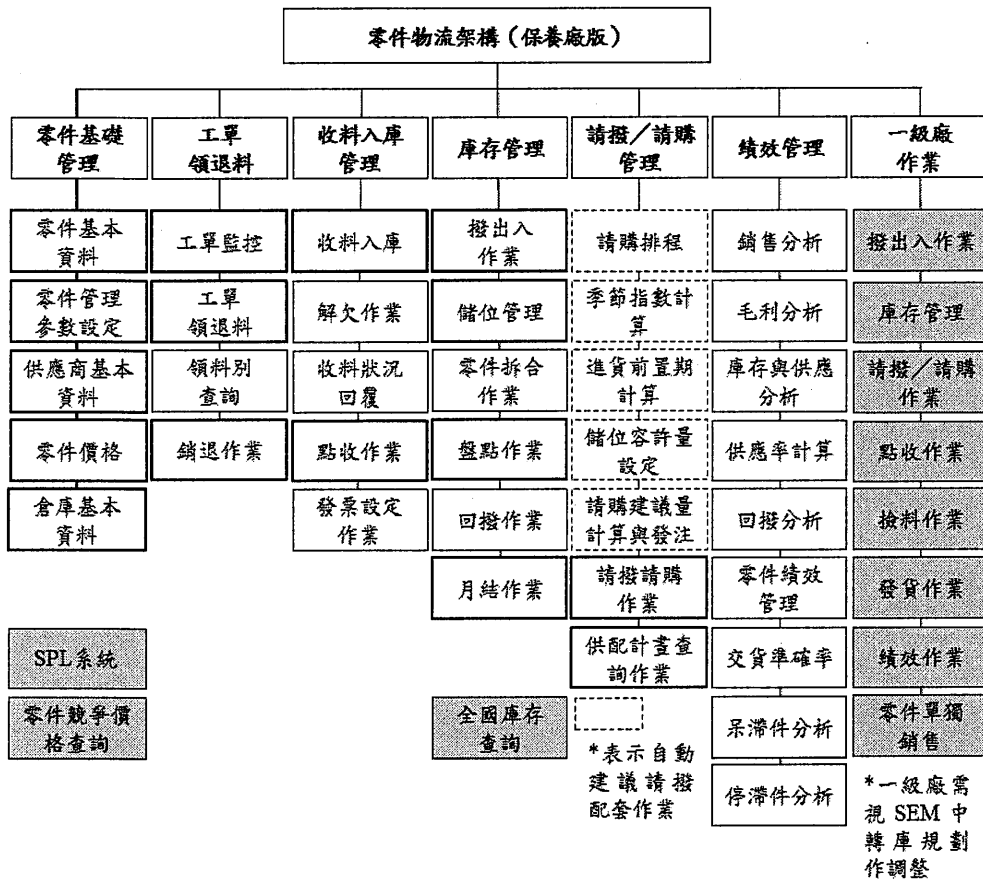 零件物流架構（保養廠版）
零件基礎
管理
工單
領退料
收料入庫
管理
庫存管理
請撥／請購
管理
績效管理
一級廠
作業
零件基本
資料
零件管理
參數設定
供應商基本
資料
零件價格
倉庫基本
資料
SPL系統
零件競爭價
格查詢
工單監控
工單
領退料
領料別
查詢
銷退作業
收料入庫
解欠作業
收料狀況
回覆
點收作業
發票設定
作業
撥出入
作業
儲位管理
零件拆合
作業
盤點作業
回撥作業
月結作業
全國庫存
查詢
請購排程
季節指數計
算
進貨前置期
計算
儲位容許量
設定
請購建議量
計算與發注
請撥請購
作業
供配計畫查
詢作業
*表示自動
建議請撥
配套作業
銷售分析
毛利分析
庫存與供應
分析
供應率計算
回撥分析
零件績效
管理
交貨準確率
呆滯件分析
停滯件分析
撥出入作業
庫存管理
請撥／請購
作業
點收作業
撿料作業
發貨作業
績效作業
零件單獨
銷售
*一級廠需
視 SEM 中
轉庫規劃
作調整